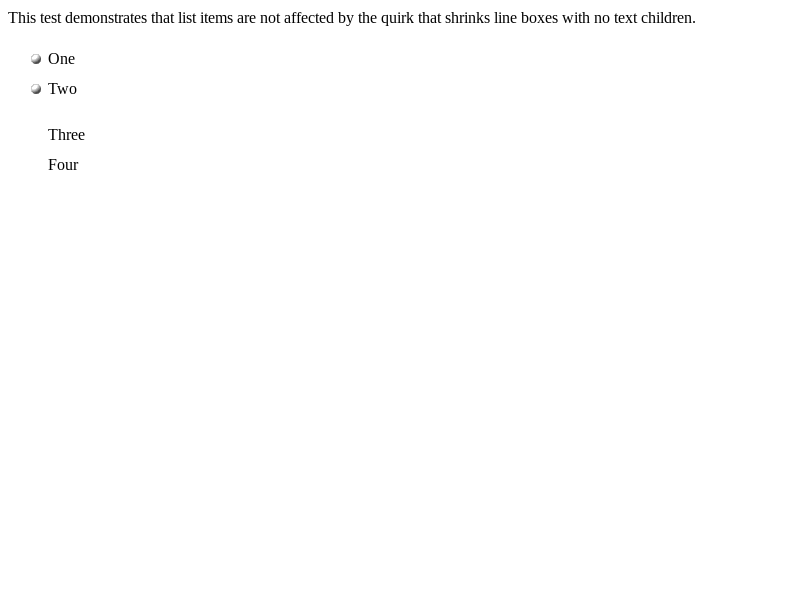 This test demonstrates that list items are not affected by the quirk that shrinks line boxes with no text children.
One
Two
Three
Four